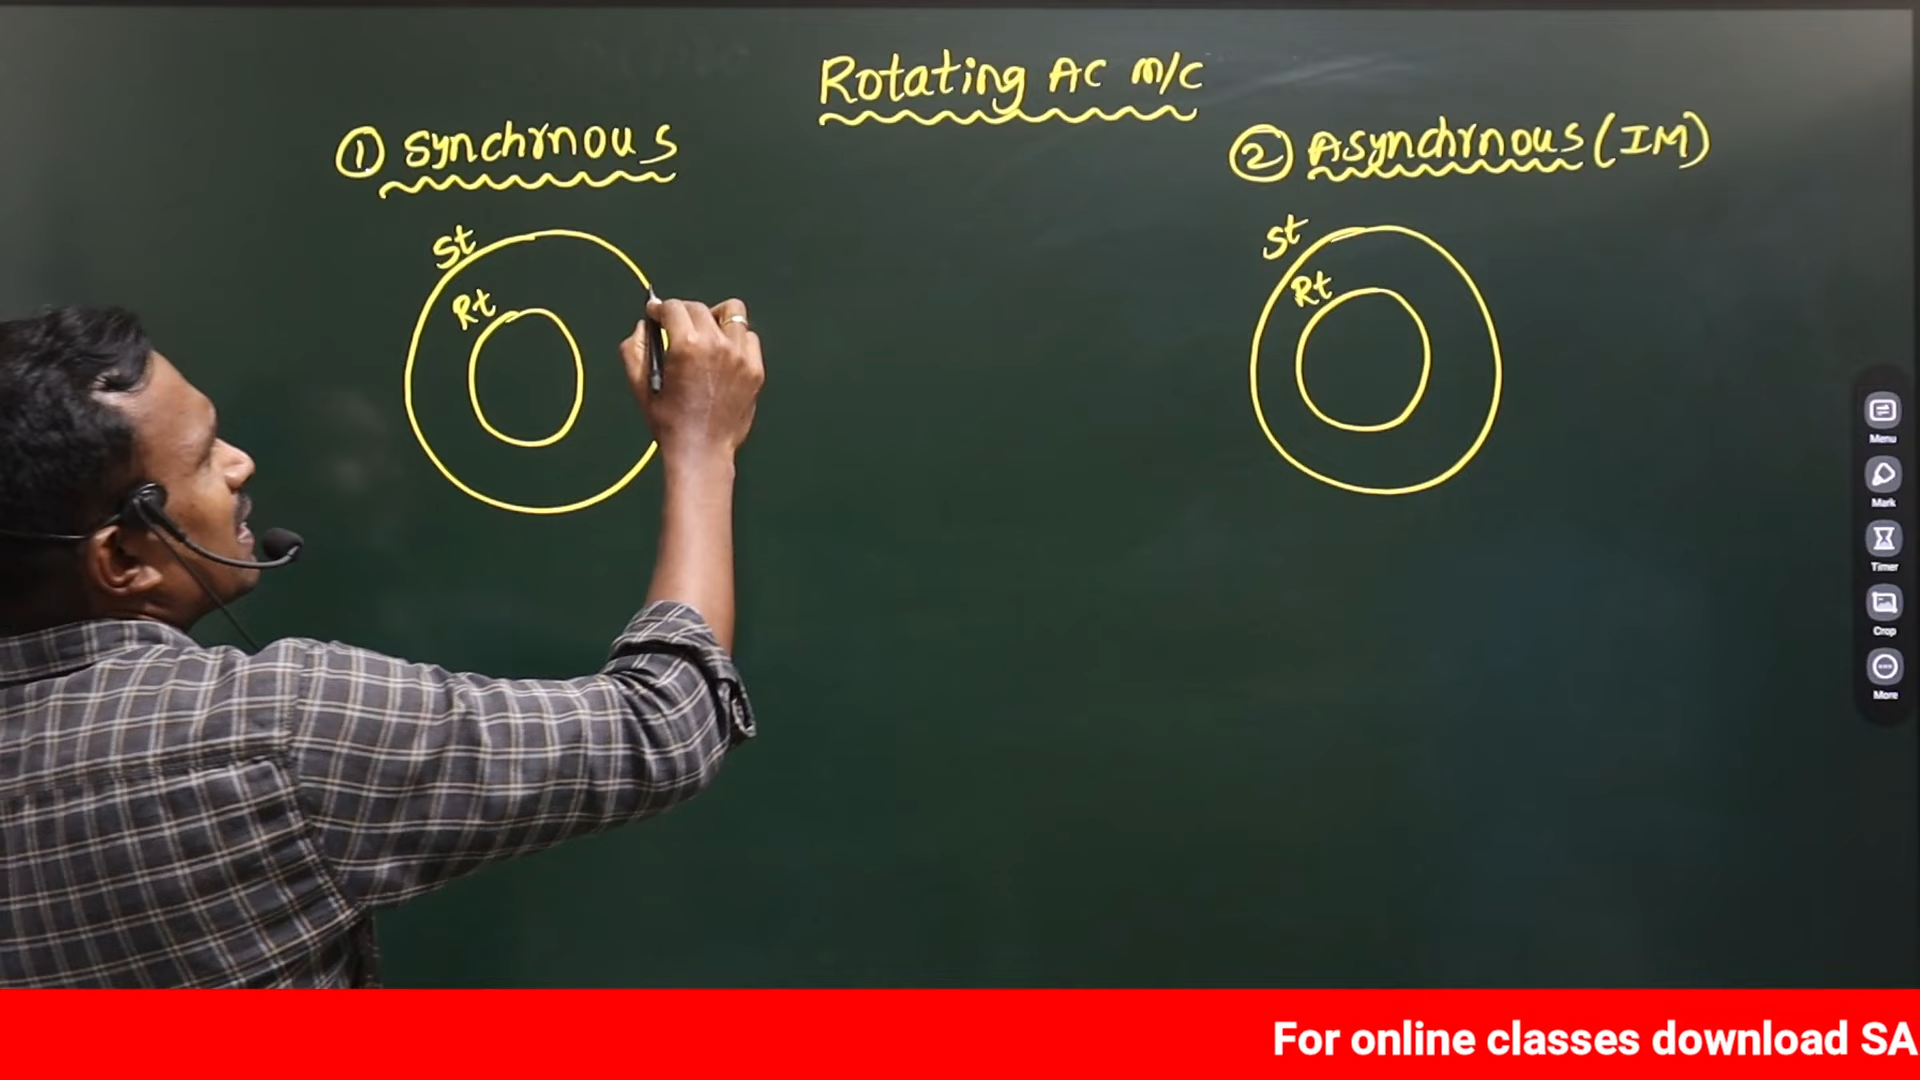 Rotating AC M/C
① Synchrnous
② Asynchrnous (IM)
St
Rt
St
Rt
Menu
Mark
Timer
Crop
More
For online classes download SA